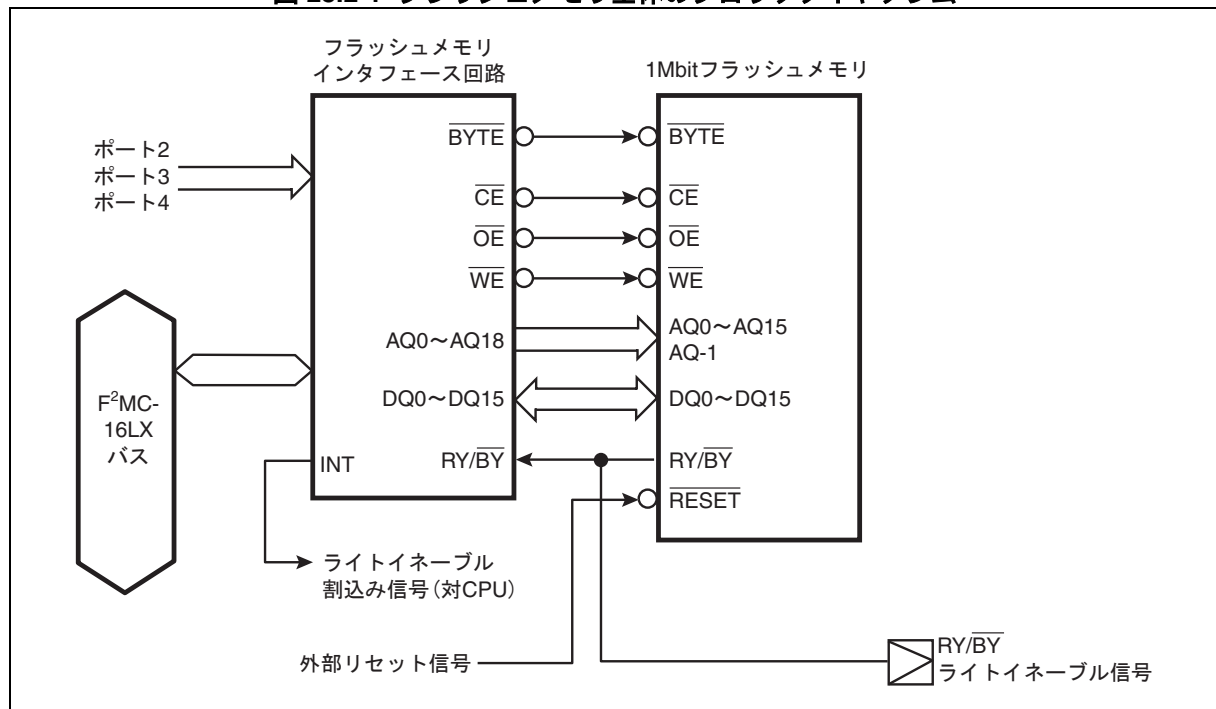 フラッシュメモリ
インタフェース回路
1Mbitフラッシュメモリ
ポート2
ポート3
ポート4
BYTE
BYTE
CE
CE
OE
OE
WE
WE
AQ0～AQ18
AQ0～AQ15
AQ-1
DQ0～DQ15
DQ0～DQ15
F²MC-
16LX
バス
INT
RY/BY
RY/BY
RESET
ライトイネーブル
割込み信号(対CPU)
外部リセット信号
RY/BY
ライトイネーブル信号